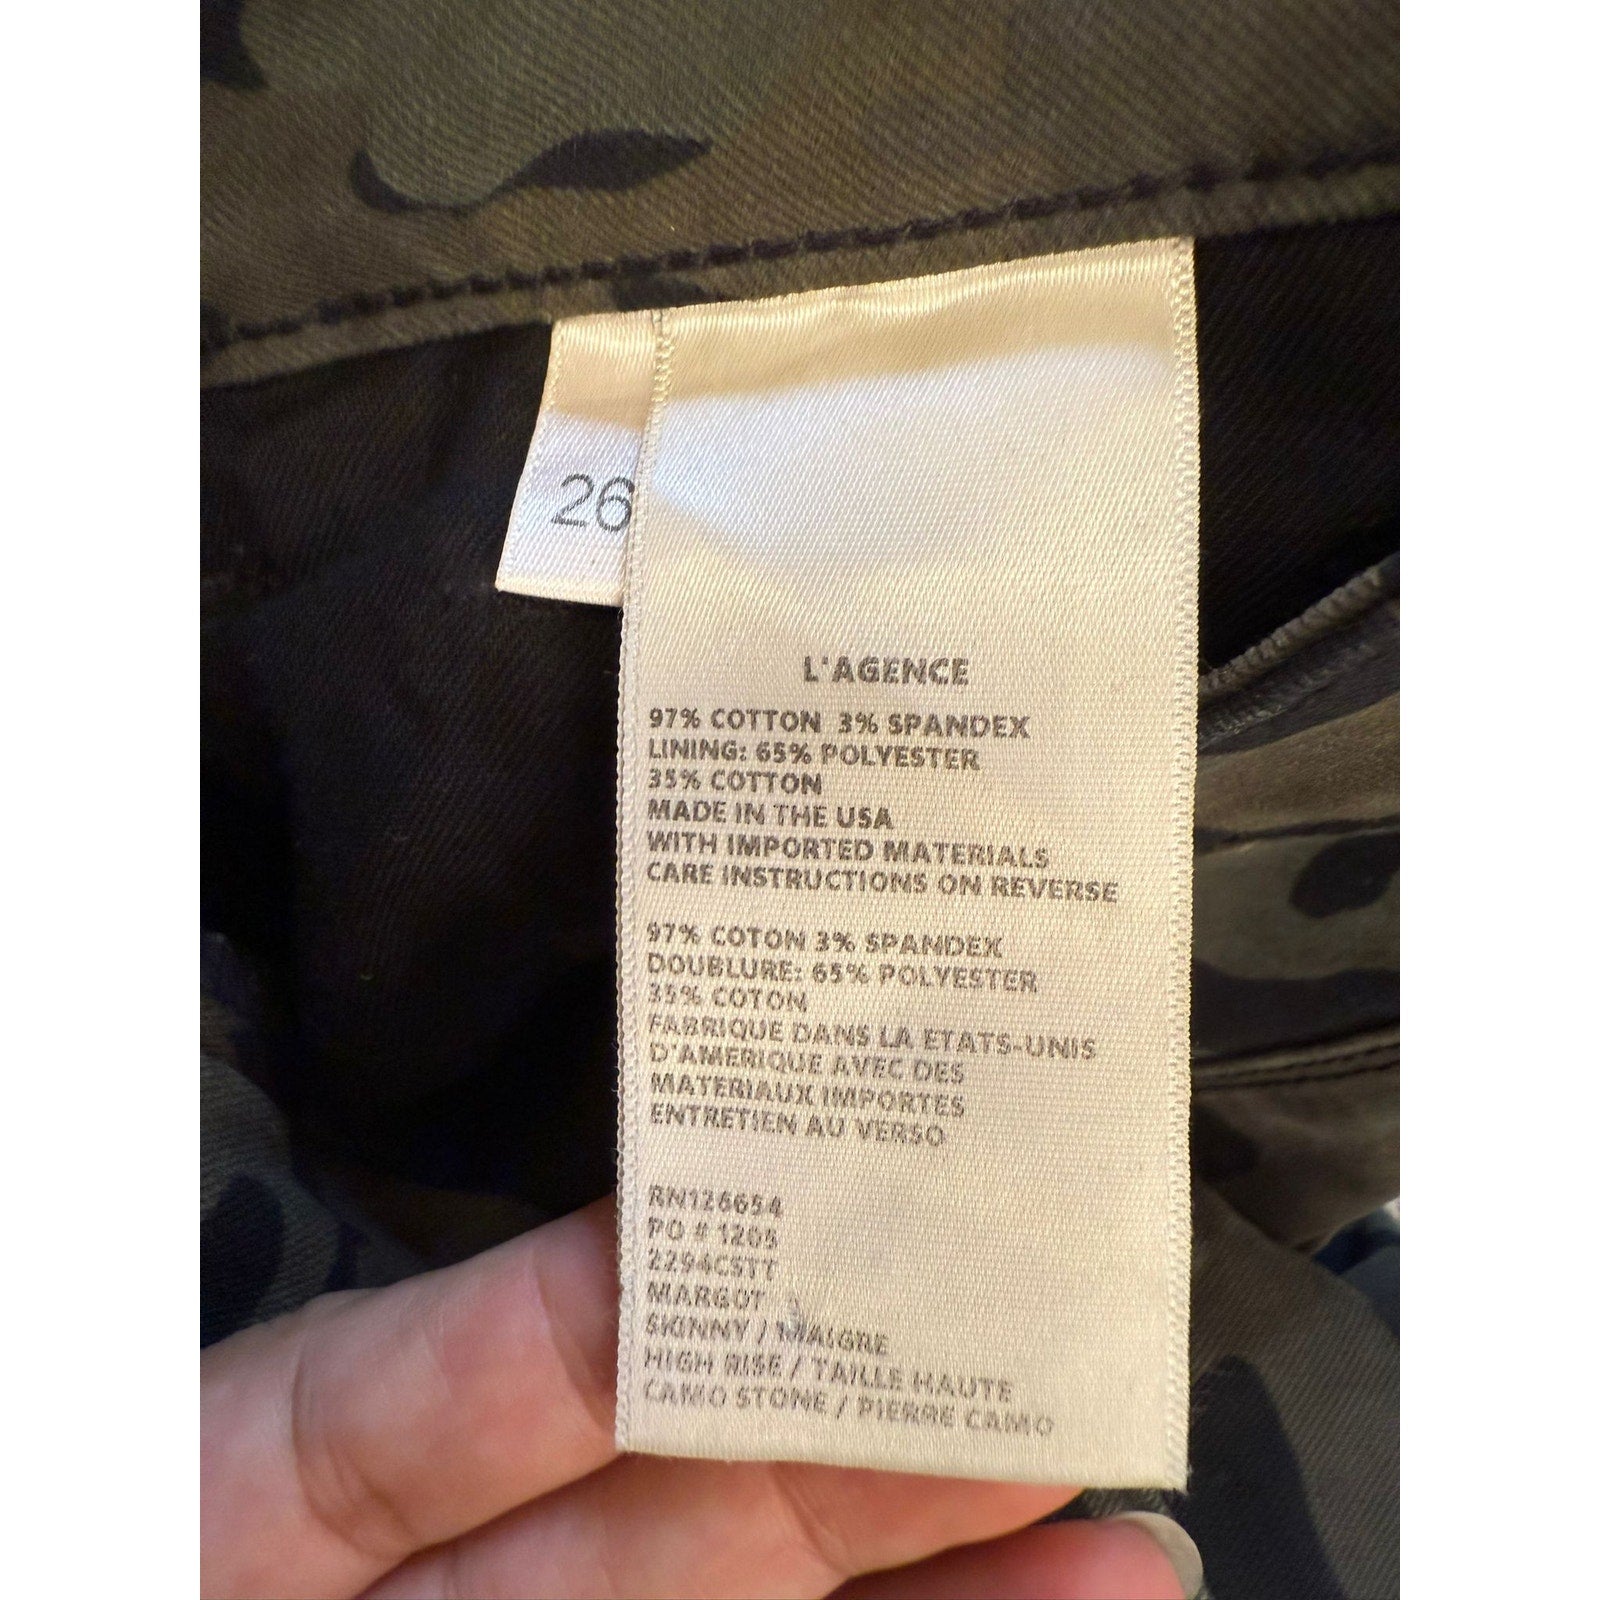 26
L'AGENCE
97% COTTON 3% SPANDEX
LINING: 65% POLYESTER
35% COTTON
MADE IN THE USA
WITH IMPORTED MATERIALS
CARE INSTRUCTIONS ON REVERSE
97% COTON 3% SPANDEX
DOUBLURE: 65% POLYESTER
35% COTON
FABRIQUE DANS LA ETATS-UNIS
D'AMERIQUE AVEC DES
MATERIAUX IMPORTES
ENTRETIEN AU VERSO
RN126654
PO # 1205
2294CSTT
MARGOT
SKINNY / MAIGRE
HIGH RISE / TAILLE HAUTE
CAMO STONE / PIERRE CAMO